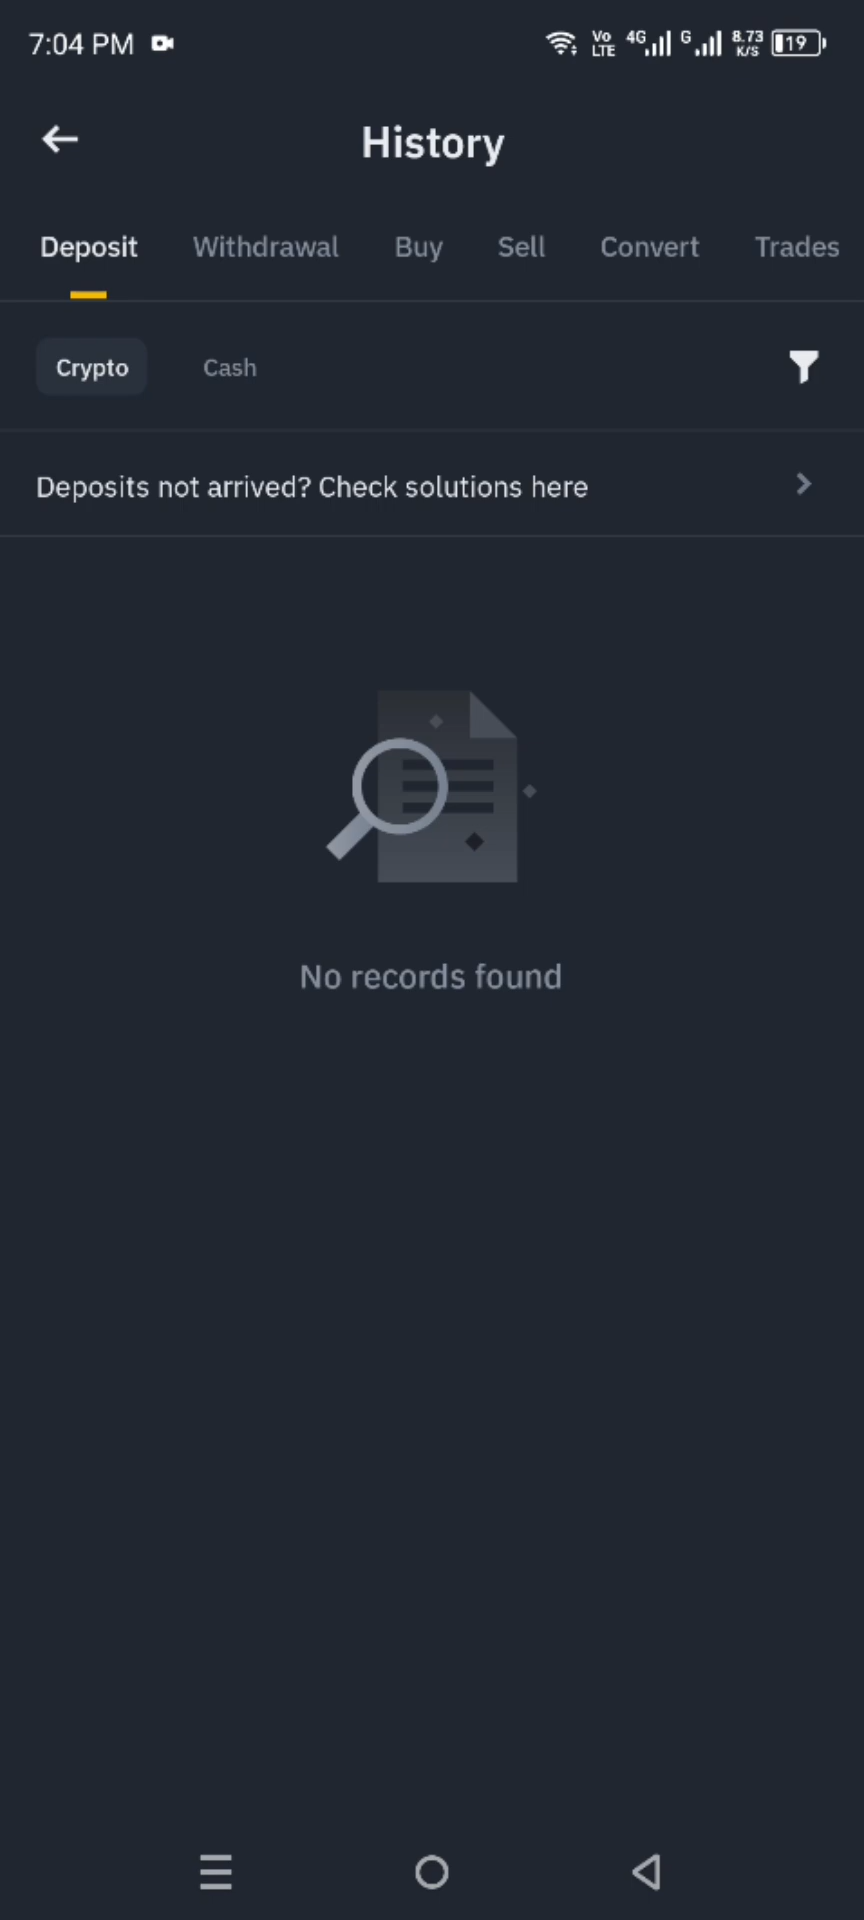 7:04 PM Vo LTE 4G G 8.73 K/S 19
History
Deposit Withdrawal Buy Sell Convert Trades
Crypto Cash
Deposits not arrived? Check solutions here
No records found